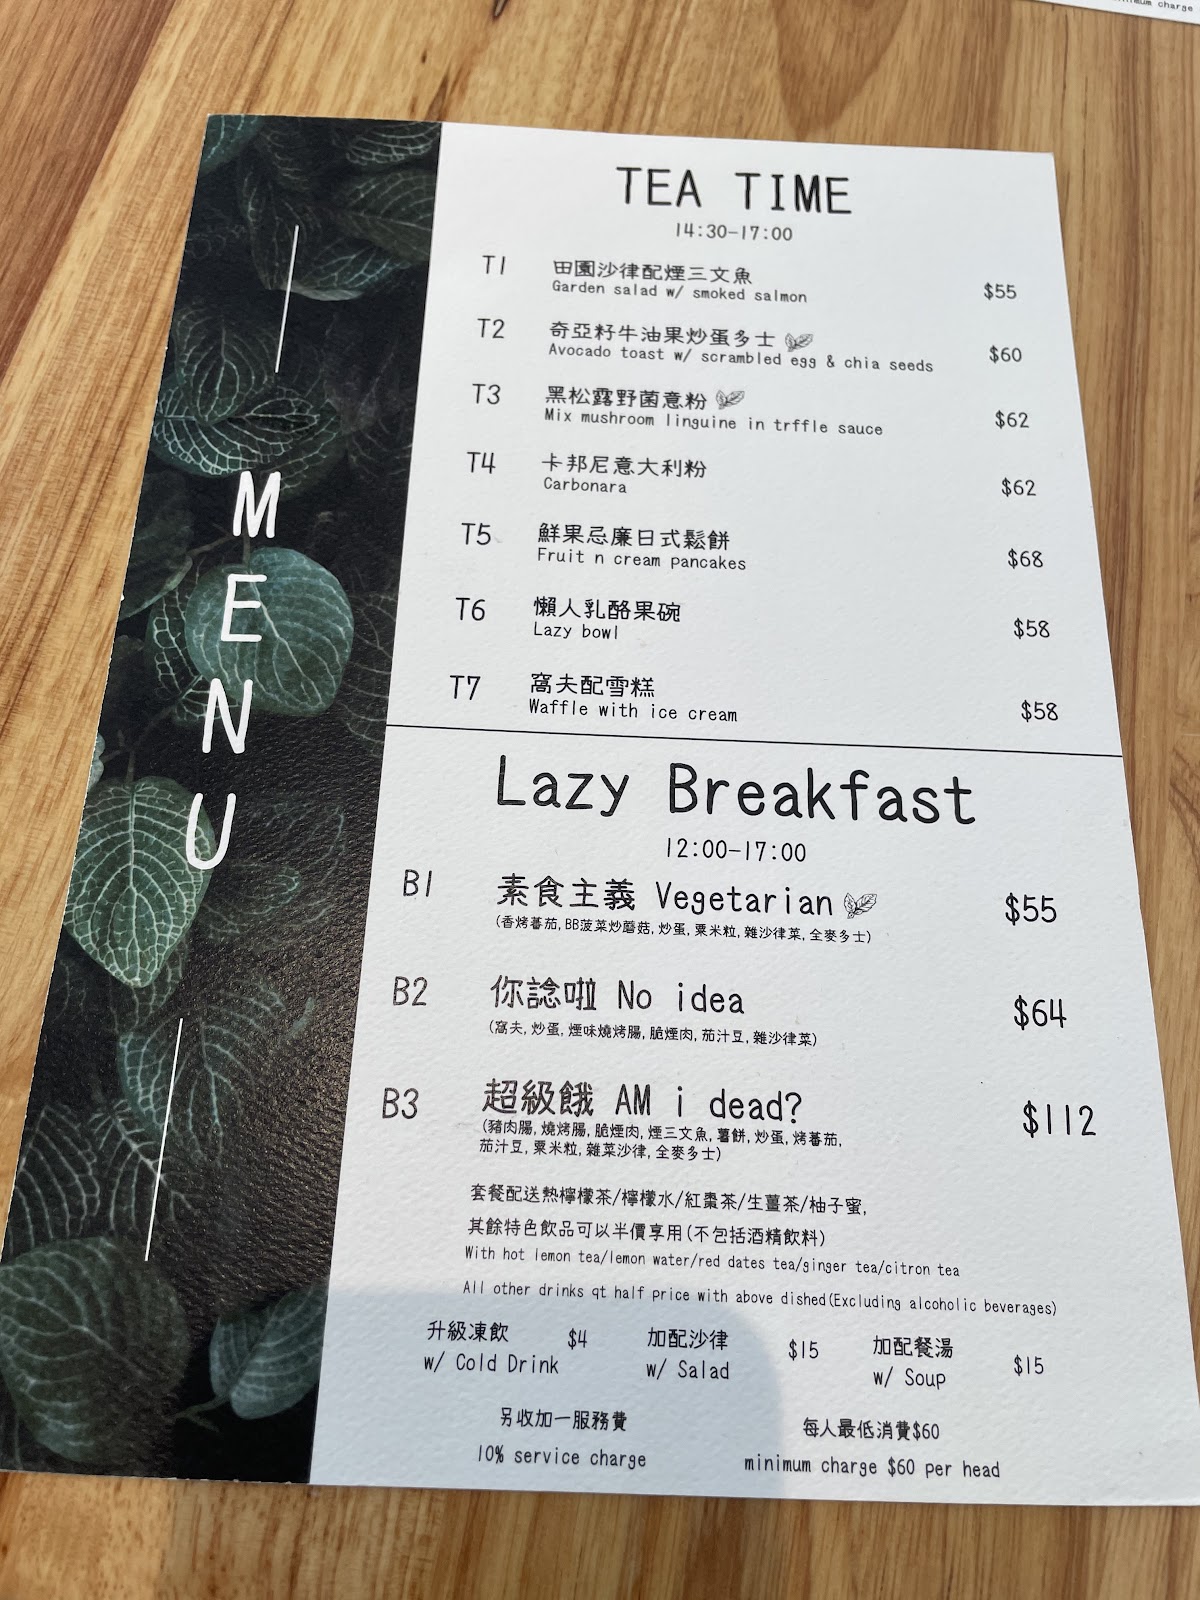 minimum charge
MENU
TEA TIME
14:30-17:00
T1 田園沙律配煙三文魚 $55
Garden salad w/ smoked salmon
T2 奇亞籽牛油果炒蛋多士 $60
Avocado toast w/ scrambled egg & chia seeds
T3 黑松露野菌意粉 $62
Mix mushroom linguine in trffle sauce
T4 卡邦尼意大利粉 $62
Carbonara
T5 鮮果忌廉日式鬆餅 $68
Fruit n cream pancakes
T6 懶人乳酪果碗 $58
Lazy bowl
T7 窩夫配雪糕 $58
Waffle with ice cream
Lazy Breakfast
12:00-17:00
B1 素食主義 Vegetarian $55
(香烤蕃茄, BB菠菜炒蘑菇, 炒蛋, 粟米粒, 雜沙律菜, 全麥多士)
B2 你諗啦 No idea $64
(窩夫, 炒蛋, 煙味燒烤腸, 脆煙肉, 茄汁豆, 雜沙律菜)
B3 超級餓 AM i dead? $112
(豬肉腸, 燒烤腸, 脆煙肉, 煙三文魚, 薯餅, 炒蛋, 烤蕃茄,
茄汁豆, 粟米粒, 雜菜沙律, 全麥多士)
套餐配送熱檸檬茶/檸檬水/紅棗茶/生薑茶/柚子蜜,
其餘特色飲品可以半價享用(不包括酒精飲料)
With hot lemon tea/lemon water/red dates tea/ginger tea/citron tea
All other drinks qt half price with above dished(Excluding alcoholic beverages)
升級凍飲 $4 加配沙律 $15 加配餐湯 $15
w/ Cold Drink w/ Salad w/ Soup
另收加一服務費 每人最低消費$60
10% service charge minimum charge $60 per head